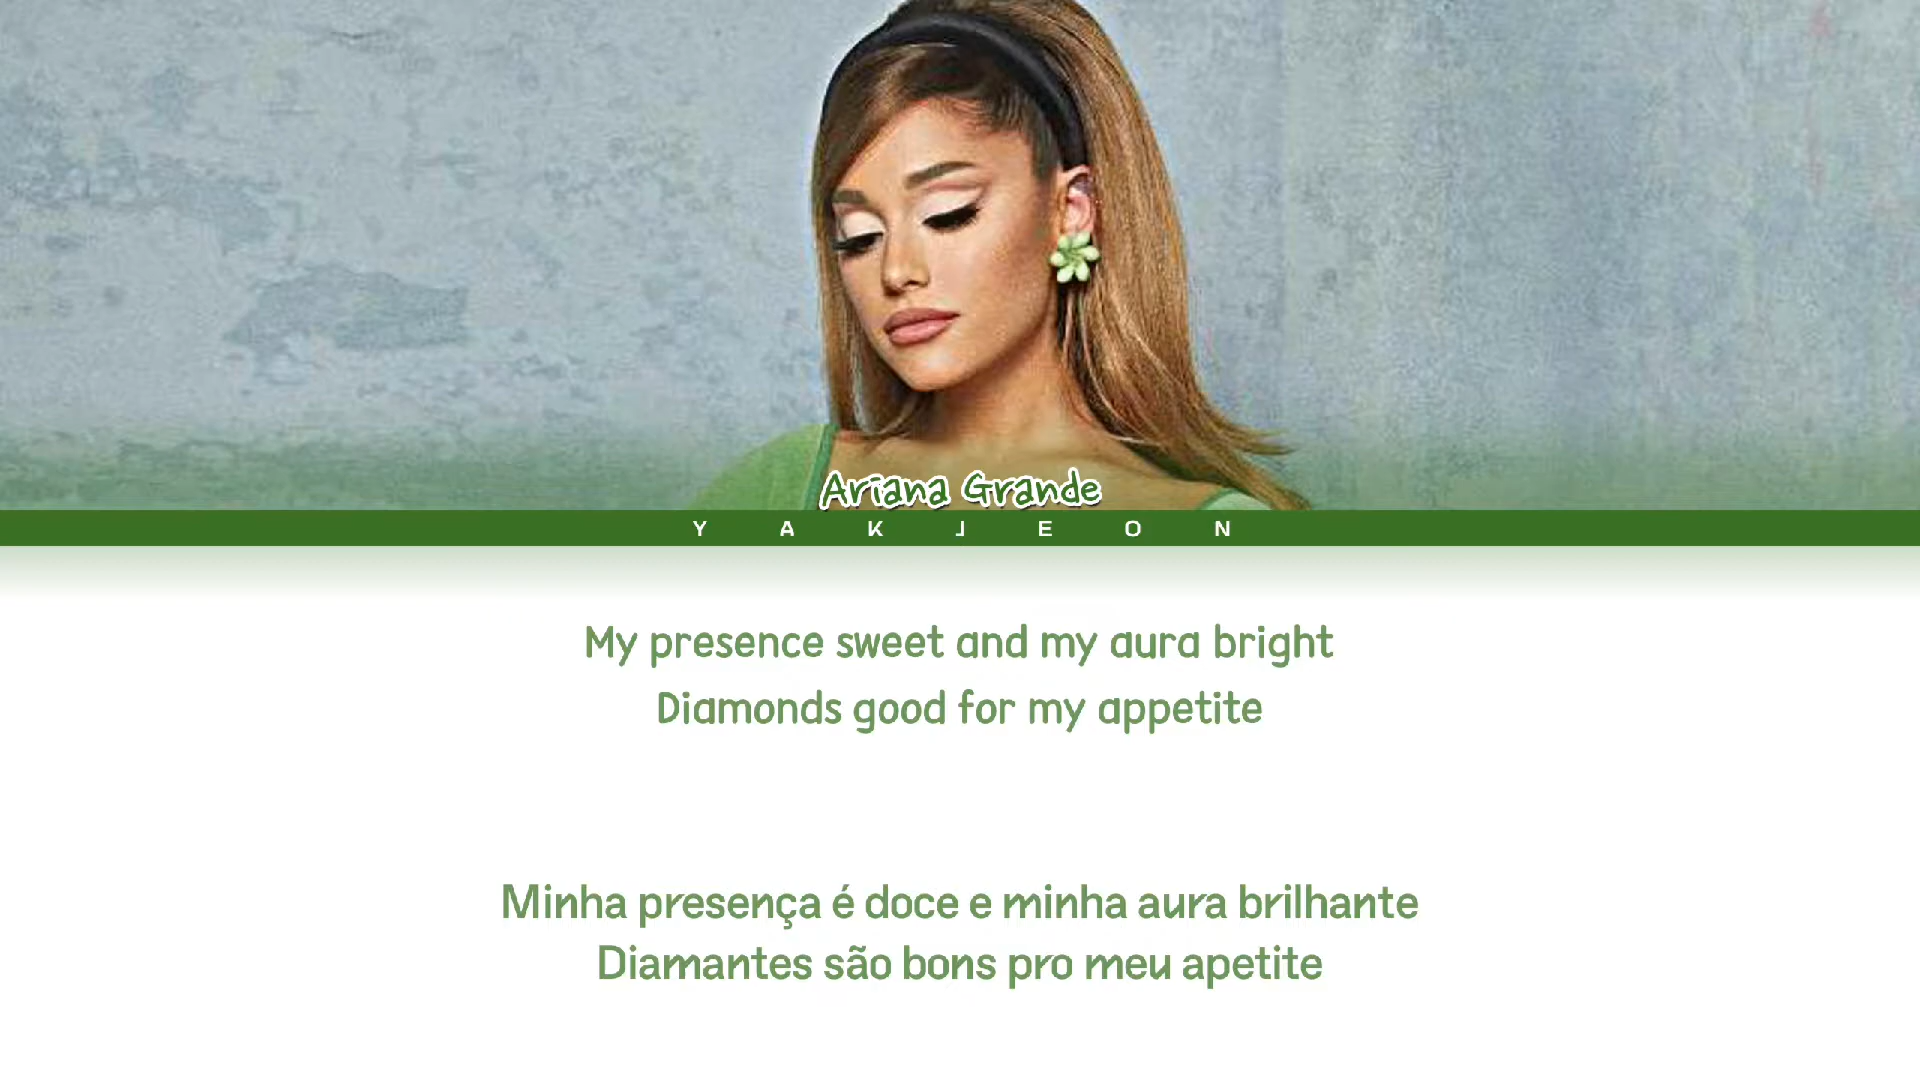 Ariana Grande
YAKJEON
My presence sweet and my aura bright
Diamonds good for my appetite
Minha presença é doce e minha aura brilhante
Diamantes são bons pro meu apetite